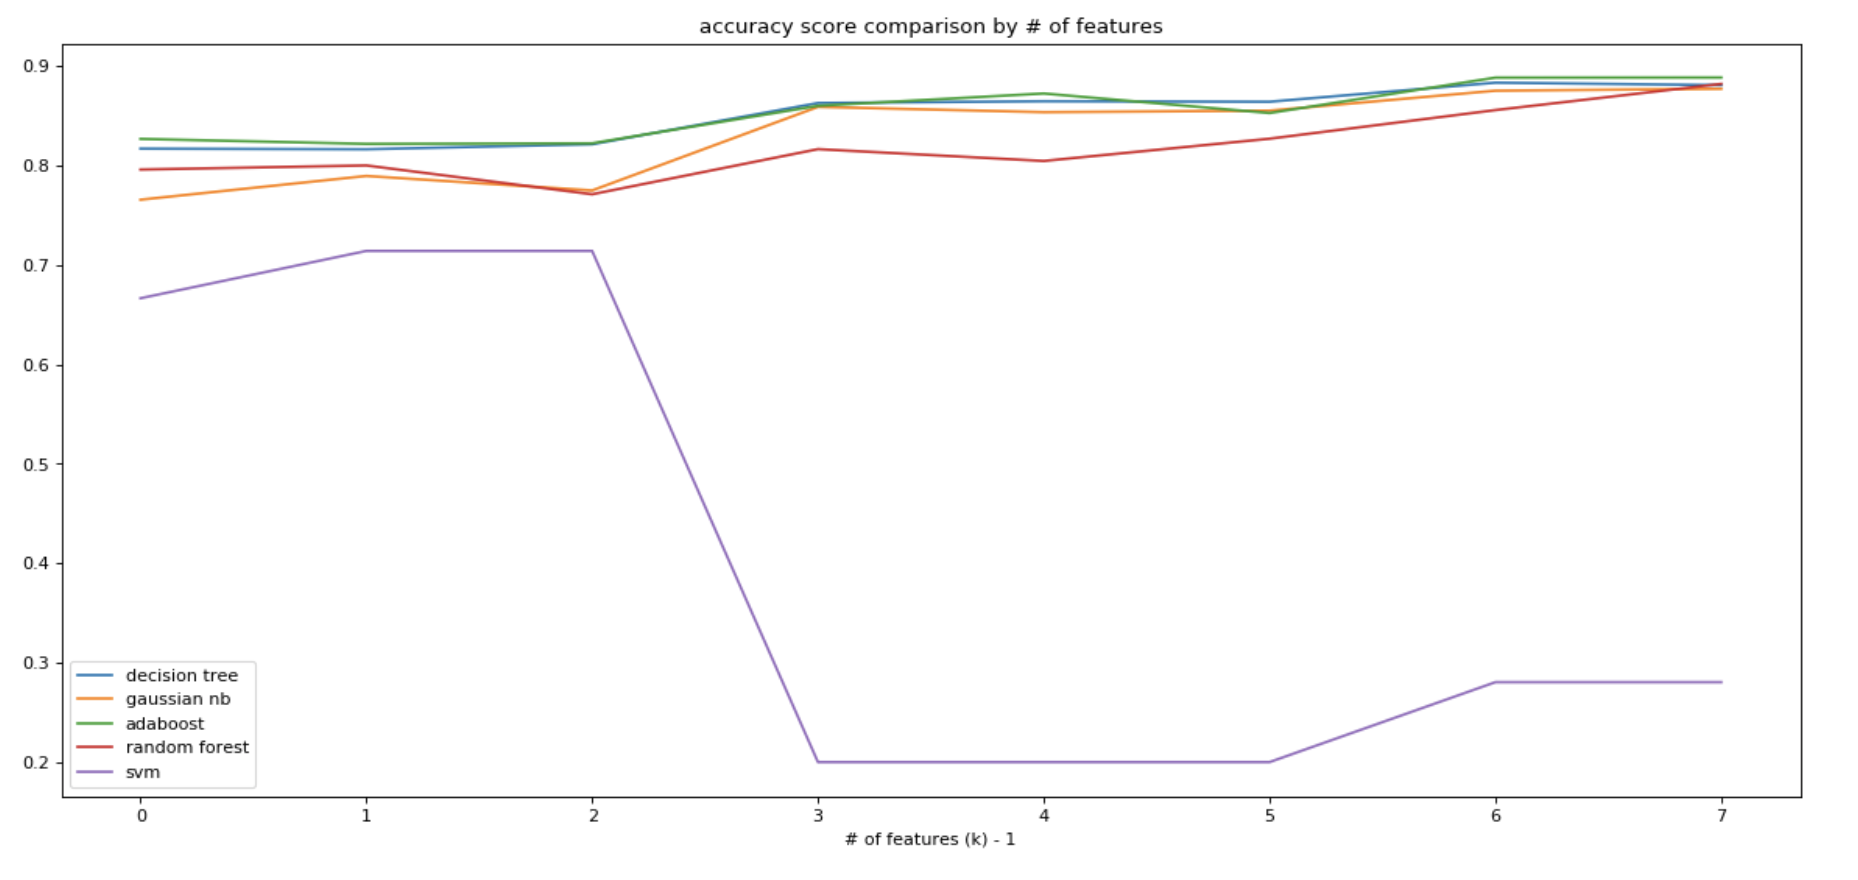 accuracy score comparison by # of features
0.9
0.8
0.7
0.6
0.5
0.4
0.3
0.2
decision tree
gaussian nb
adaboost
random forest
svm
0 1 2 3 4 5 6 7
# of features (k) - 1